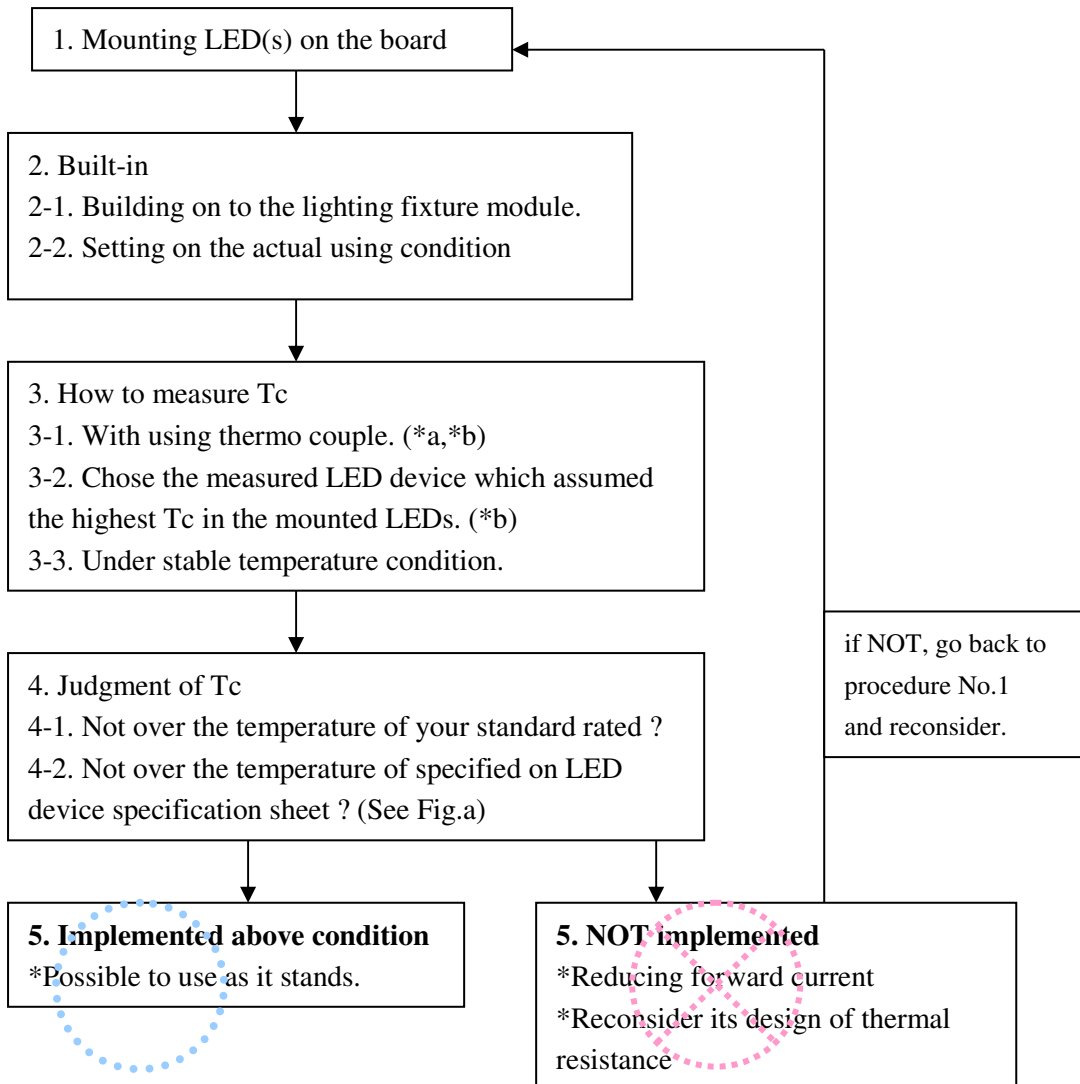 1. Mounting LED(s) on the board
2. Built-in
2-1. Building on to the lighting fixture module.
2-2. Setting on the actual using condition
3. How to measure Tc
3-1. With using thermo couple. (*a,*b)
3-2. Chose the measured LED device which assumed
the highest Tc in the mounted LEDs. (*b)
3-3. Under stable temperature condition.
if NOT, go back to
procedure No.1
and reconsider.
4. Judgment of Tc
4-1. Not over the temperature of your standard rated ?
4-2. Not over the temperature of specified on LED
device specification sheet ? (See Fig.a)
5. Implemented above condition
*Possible to use as it stands.
5. NOT implemented
*Reducing forward current
*Reconsider its design of thermal
resistance